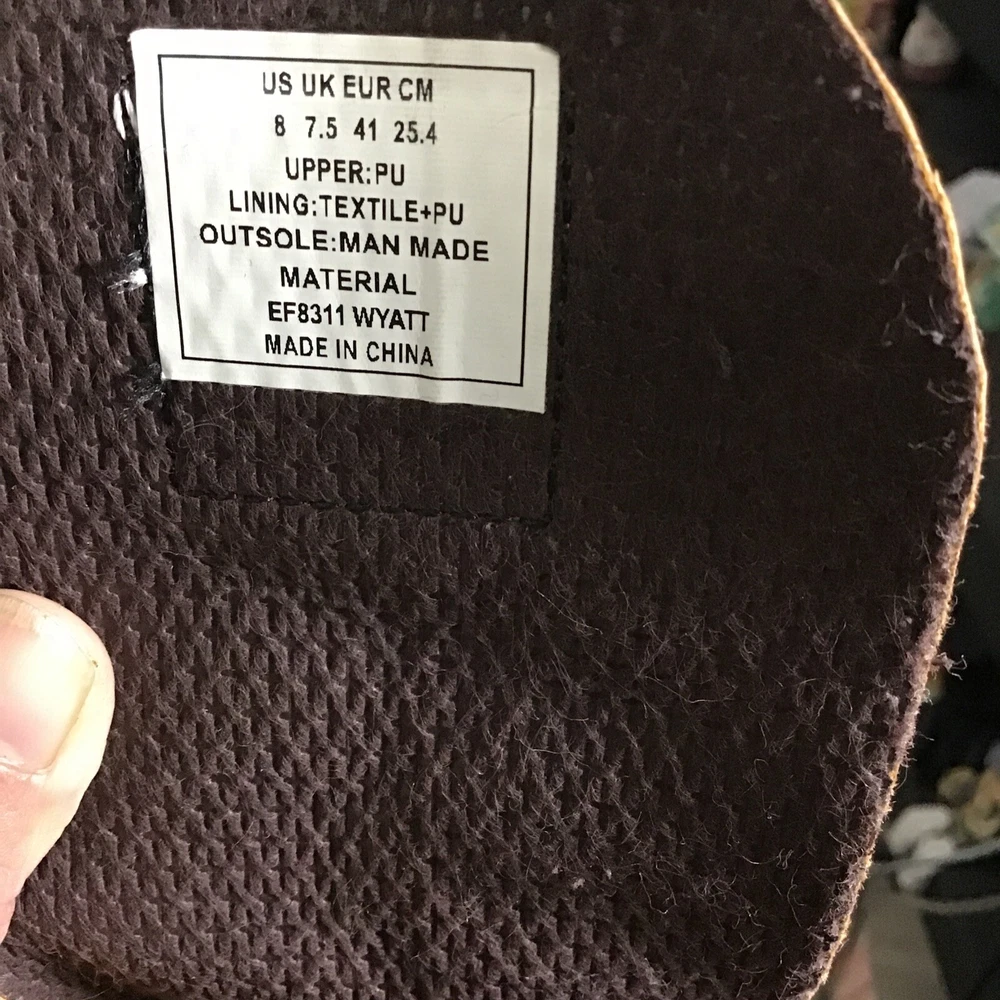 US UK EUR CM
8 7.5 41 25.4
UPPER:PU
LINING:TEXTILE+PU
OUTSOLE:MAN MADE
MATERIAL
EF8311 WYATT
MADE IN CHINA